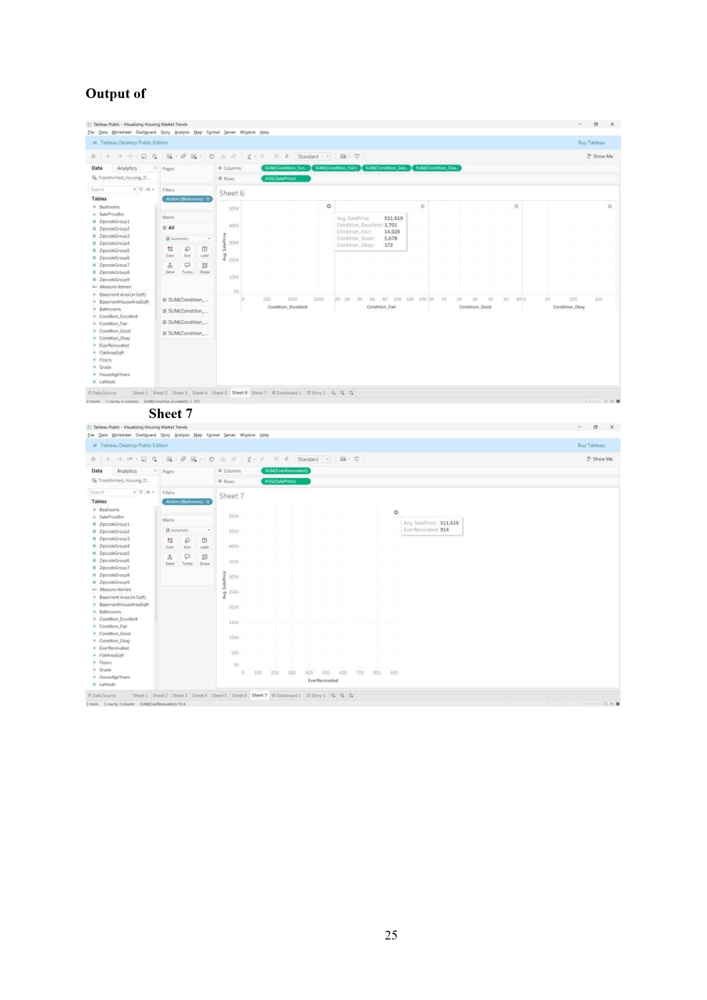 Output of
Tableau Public - Visualizing Housing Market Trends
File Data Worksheet Dashboard Story Analysis Map Format Server Window Help
Tableau Desktop Public Edition Buy Tableau
Standard Show Me
Data Analytics Pages Columns SUM(Condition_Exc.. SUM(Condition_Fair) SUM(Condition_Goo.. SUM(Condition_Oka..
Transformed_Housing_D... Rows AVG(SalePrice)
Search Filters
Sheet 6
Tables Action (Bedrooms)
Bedrooms
SalePriceBin
ZipcodeGroup1
ZipcodeGroup2
ZipcodeGroup3
ZipcodeGroup4
ZipcodeGroup5
ZipcodeGroup6
ZipcodeGroup7
ZipcodeGroup8
ZipcodeGroup9
Abc Measure Names
Basement Area (in Sqft)
BasementHouseAreaSqft
Bathrooms
Condition_Excellent
Condition_Fair
Condition_Good
Condition_Okay
EverRenovated
FlatAreaSqft
Floors
Grade
HouseAgeYears
Latitude
Marks
All
Automatic
Color Size Label
Detail Tooltip Shape
SUM(Condition_...
SUM(Condition_...
SUM(Condition_...
SUM(Condition_...
Avg. SalePrice
500K
400K
300K
200K
100K
0K
Avg. SalePrice: 511,619
Condition_Excellent: 1,701
Condition_Fair: 14,028
Condition_Good: 5,678
Condition_Okay: 172
0 500 1000 1500 0K 2K 4K 6K 8K 10K 12K 14K 0K 1K 2K 3K 4K 5K 6K 0 50 100 150
Condition_Excellent Condition_Fair Condition_Good Condition_Okay
Data Source Sheet 1 Sheet 2 Sheet 3 Sheet 4 Sheet 5 Sheet 6 Sheet 7 Dashboard 1 Story 1
4 marks 1 row by 4 columns SUM(Condition_Excellent): 1,701
Sheet 7
Tableau Public - Visualizing Housing Market Trends
File Data Worksheet Dashboard Story Analysis Map Format Server Window Help
Tableau Desktop Public Edition Buy Tableau
Standard Show Me
Data Analytics Pages Columns SUM(EverRenovated)
Transformed_Housing_D... Rows AVG(SalePrice)
Search Filters
Sheet 7
Tables Action (Bedrooms)
Bedrooms
SalePriceBin
ZipcodeGroup1
ZipcodeGroup2
ZipcodeGroup3
ZipcodeGroup4
ZipcodeGroup5
ZipcodeGroup6
ZipcodeGroup7
ZipcodeGroup8
ZipcodeGroup9
Abc Measure Names
Basement Area (in Sqft)
BasementHouseAreaSqft
Bathrooms
Condition_Excellent
Condition_Fair
Condition_Good
Condition_Okay
EverRenovated
FlatAreaSqft
Floors
Grade
HouseAgeYears
Latitude
Marks
Automatic
Color Size Label
Detail Tooltip Shape
Avg. SalePrice
500K
450K
400K
350K
300K
250K
200K
150K
100K
50K
0K
Avg. SalePrice: 511,619
EverRenovated: 914
0 100 200 300 400 500 600 700 800 900
EverRenovated
Data Source Sheet 1 Sheet 2 Sheet 3 Sheet 4 Sheet 5 Sheet 6 Sheet 7 Dashboard 1 Story 1
1 mark 1 row by 1 column SUM(EverRenovated): 914
25